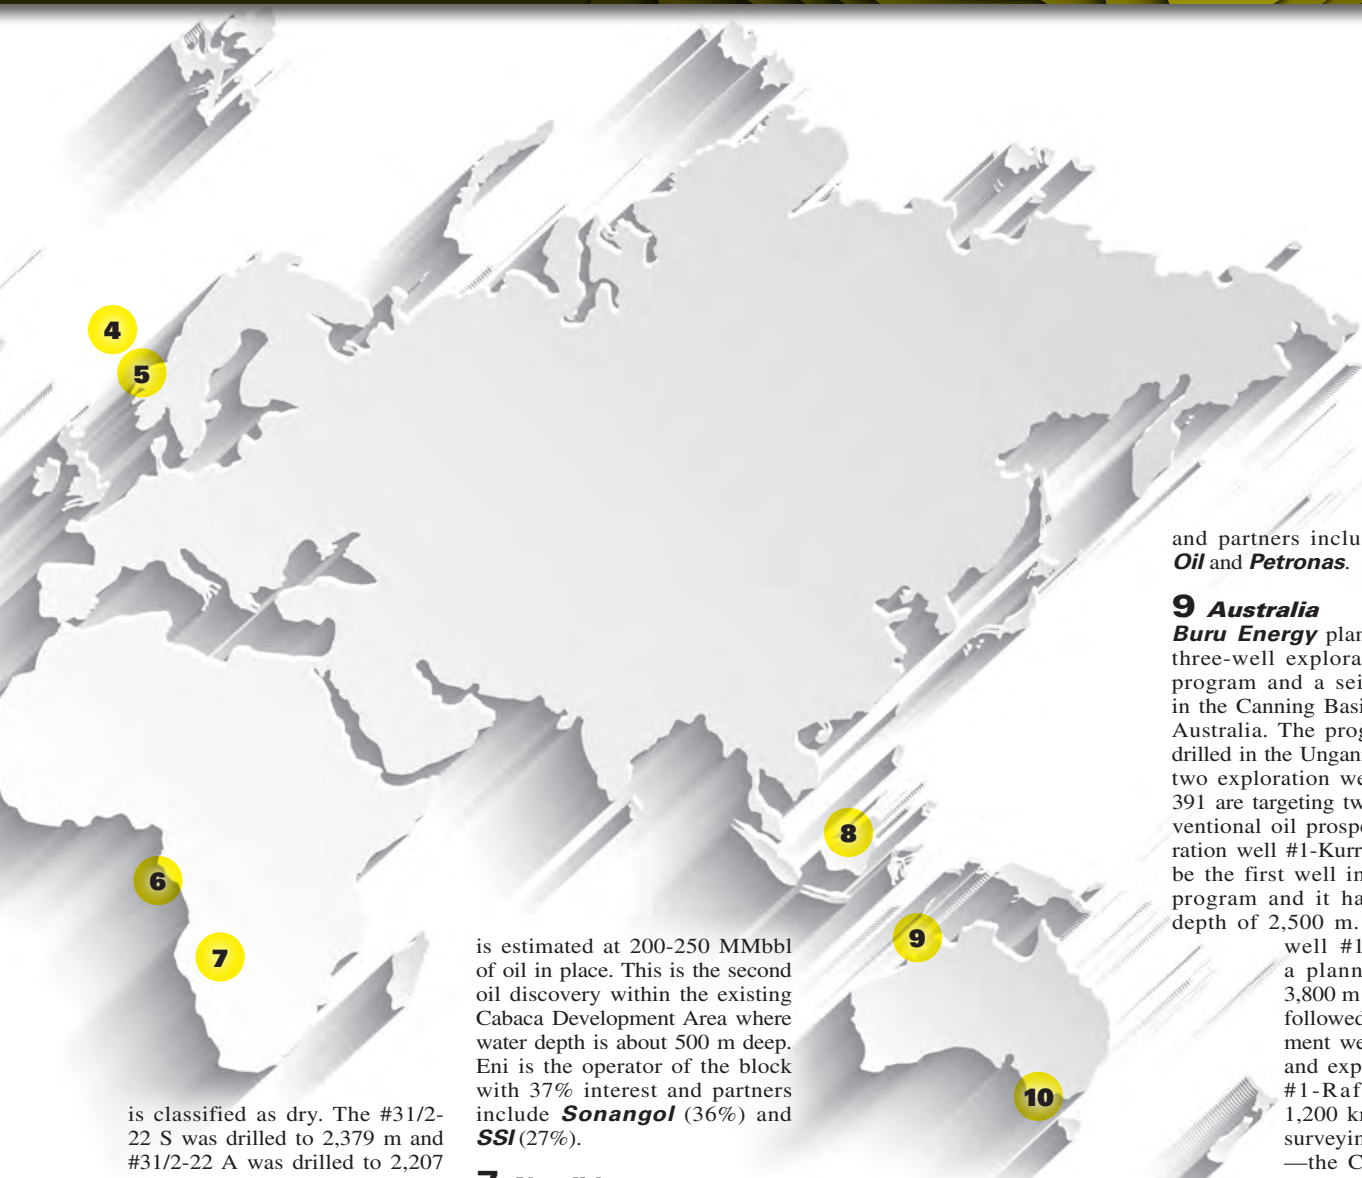 4
5
6
7
8
9
10
is classified as dry. The #31/2-
22 S was drilled to 2,379 m and
#31/2-22 A was drilled to 2,207
is estimated at 200-250 MMbbl
of oil in place. This is the second
oil discovery within the existing
Cabaca Development Area where
water depth is about 500 m deep.
Eni is the operator of the block
with 37% interest and partners
include Sonangol (36%) and
SSI (27%).
and partners inclu
Oil and Petronas.
9 Australia
Buru Energy plan
three-well explora
program and a sei
in the Canning Basi
Australia. The prog
drilled in the Ungan
two exploration we
391 are targeting tw
ventional oil prosp
ration well #1-Kurr
be the first well in
program and it ha
depth of 2,500 m.
well #1
a plann
3,800 m
followed
ment we
and exp
#1-Raf
1,200 k
surveyin
—the C